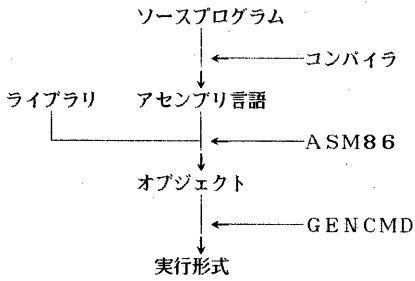 ソースプログラム
コンパイラ
ライブラリ
アセンブリ言語
ASM86
オブジェクト
GENCMD
実行形式